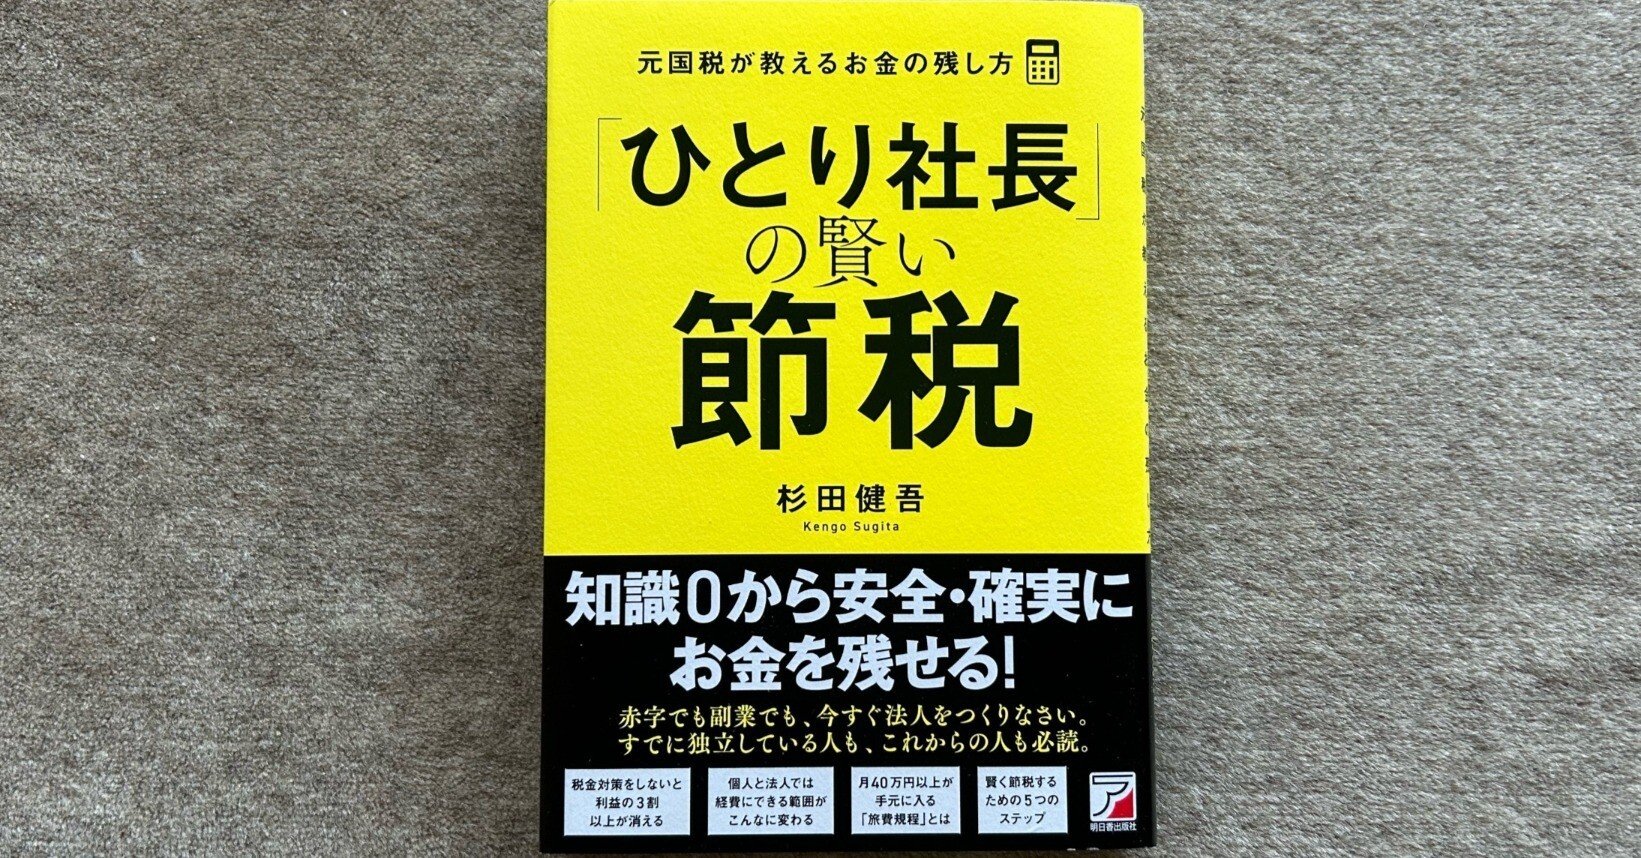 元国税が教えるお金の残し方
「ひとり社長」
の賢い
節税
杉田健吾
Kengo Sugita
知識0から安全・確実に
お金を残せる!
赤字でも副業でも、今すぐ法人をつくりなさい。
すでに独立している人も、これからの人も必読。
税金対策をしないと
利益の3割
以上が消える
個人と法人では
経費にできる範囲が
こんなに変わる
月40万円以上が
手元に入る
「旅費規程」とは
賢く節税する
ための5つの
ステップ
明日香出版社